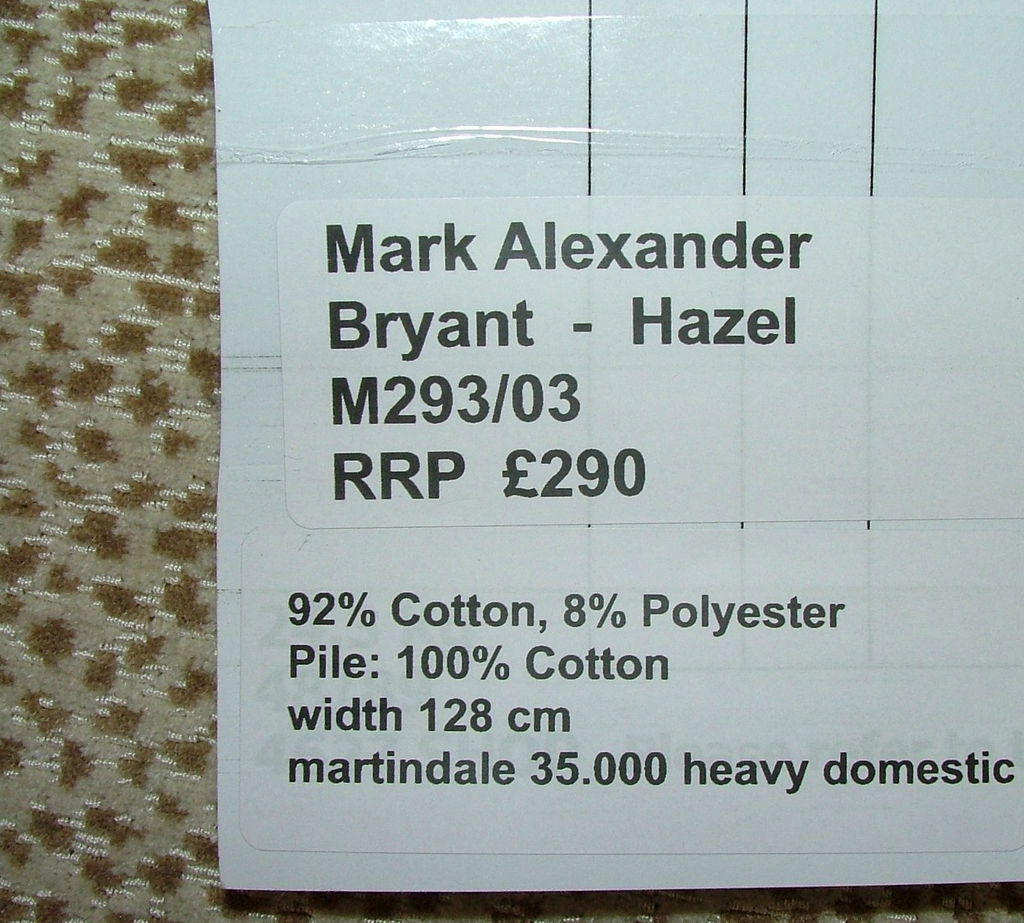 Mark Alexander
Bryant - Hazel
M293/03
RRP £290
92% Cotton, 8% Polyester
Pile: 100% Cotton
width 128 cm
martindale 35.000 heavy domestic